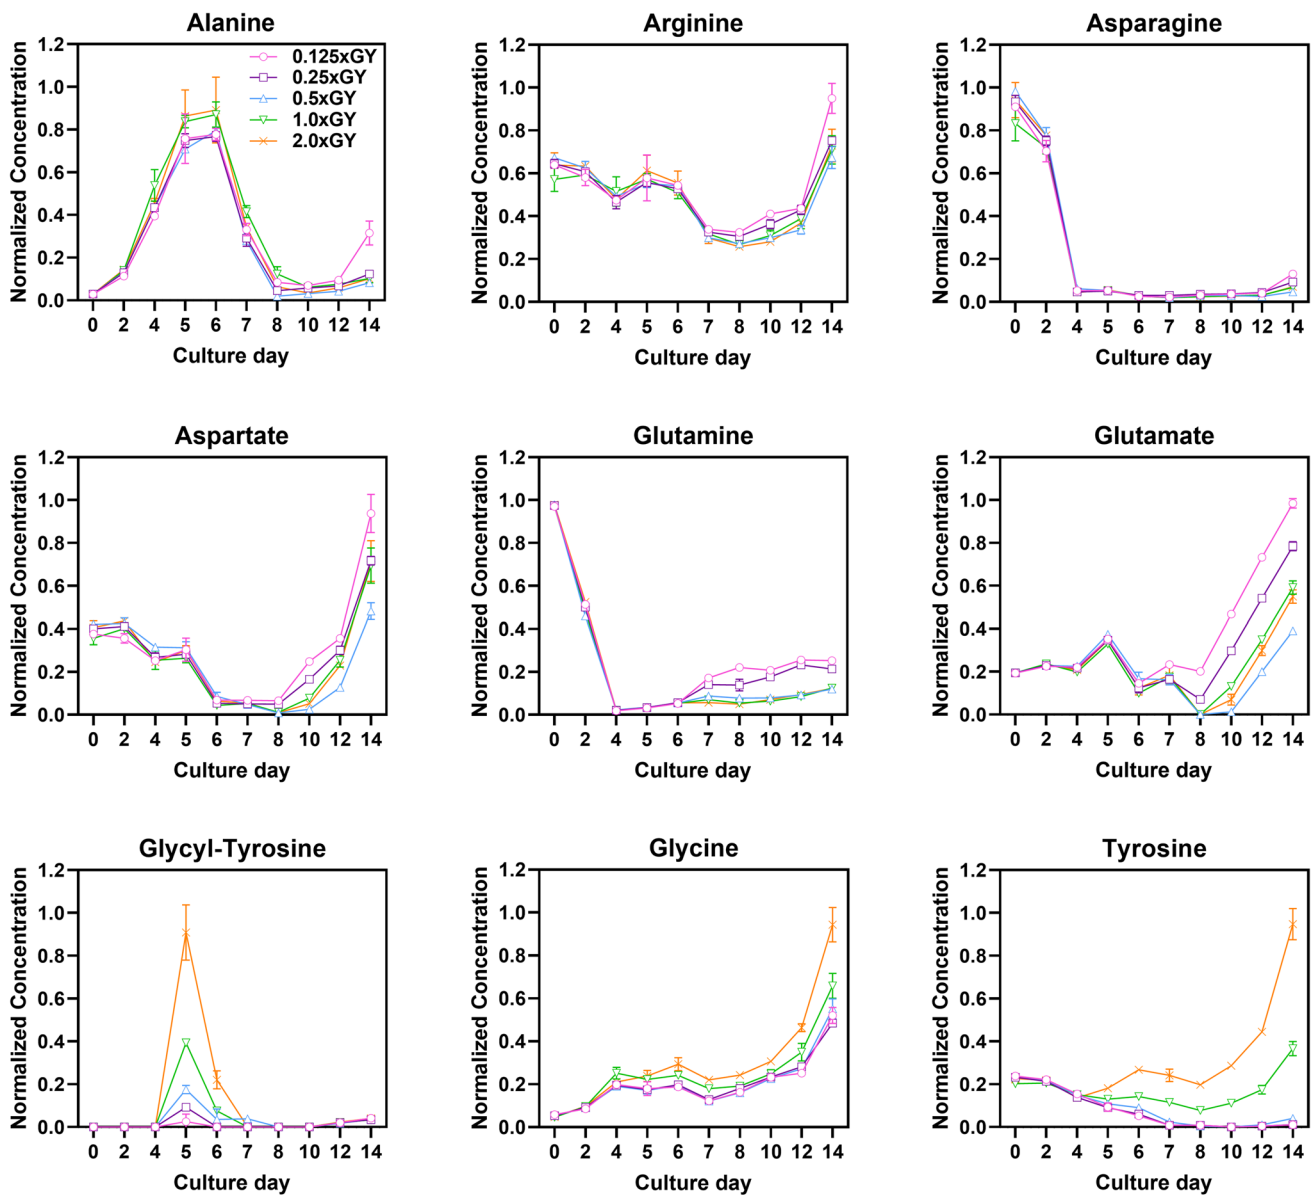 Alanine
Arginine
Asparagine
Normalized Concentration
1.2
1.0
0.8
0.6
0.4
0.2
0.0
0.125xGY
0.25xGY
0.5xGY
1.0xGY
2.0xGY
0 2 4 5 6 7 8 10 12 14
Culture day
Normalized Concentration
1.2
1.0
0.8
0.6
0.4
0.2
0.0
0 2 4 5 6 7 8 10 12 14
Culture day
Normalized Concentration
1.2
1.0
0.8
0.6
0.4
0.2
0.0
0 2 4 5 6 7 8 10 12 14
Culture day
Aspartate
Glutamine
Glutamate
Normalized Concentration
1.2
1.0
0.8
0.6
0.4
0.2
0.0
0 2 4 5 6 7 8 10 12 14
Culture day
Normalized Concentration
1.2
1.0
0.8
0.6
0.4
0.2
0.0
0 2 4 5 6 7 8 10 12 14
Culture day
Normalized Concentration
1.2
1.0
0.8
0.6
0.4
0.2
0.0
0 2 4 5 6 7 8 10 12 14
Culture day
Glycyl-Tyrosine
Glycine
Tyrosine
Normalized Concentration
1.2
1.0
0.8
0.6
0.4
0.2
0.0
0 2 4 5 6 7 8 10 12 14
Culture day
Normalized Concentration
1.2
1.0
0.8
0.6
0.4
0.2
0.0
0 2 4 5 6 7 8 10 12 14
Culture day
Normalized Concentration
1.2
1.0
0.8
0.6
0.4
0.2
0.0
0 2 4 5 6 7 8 10 12 14
Culture day